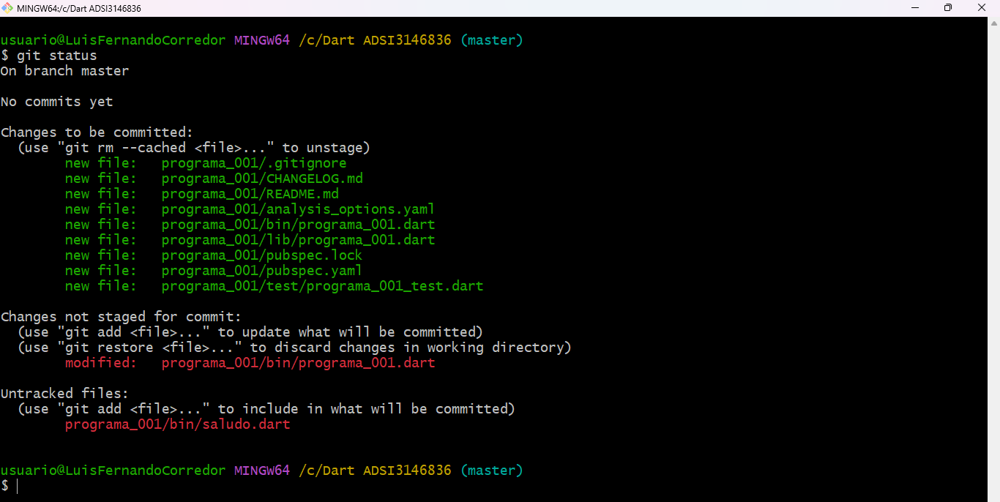 MINGW64:/c/Dart ADSI3146836
usuario@LuisFernandoCorredor MINGW64 /c/Dart ADSI3146836 (master)
$ git status
On branch master
No commits yet
Changes to be committed:
  (use "git rm --cached <file>..." to unstage)
        new file:   programa_001/.gitignore
        new file:   programa_001/CHANGELOG.md
        new file:   programa_001/README.md
        new file:   programa_001/analysis_options.yaml
        new file:   programa_001/bin/programa_001.dart
        new file:   programa_001/lib/programa_001.dart
        new file:   programa_001/pubspec.lock
        new file:   programa_001/pubspec.yaml
        new file:   programa_001/test/programa_001_test.dart
Changes not staged for commit:
  (use "git add <file>..." to update what will be committed)
  (use "git restore <file>..." to discard changes in working directory)
        modified:   programa_001/bin/programa_001.dart
Untracked files:
  (use "git add <file>..." to include in what will be committed)
        programa_001/bin/saludo.dart
usuario@LuisFernandoCorredor MINGW64 /c/Dart ADSI3146836 (master)
$